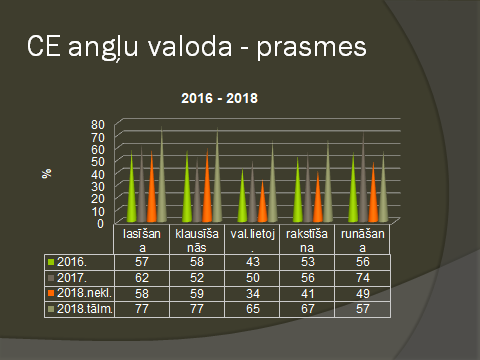 CE angļu valoda - prasmes
2016 - 2018
%
80
70
60
50
40
30
20
10
0
lasīšan
a
klausīša
nās
val.lietoj
.
rakstīša
na
runāšan
a
2016. 57 58 43 53 56
2017. 62 52 50 56 74
2018.nekl. 58 59 34 41 49
2018.tālm. 77 77 65 67 57